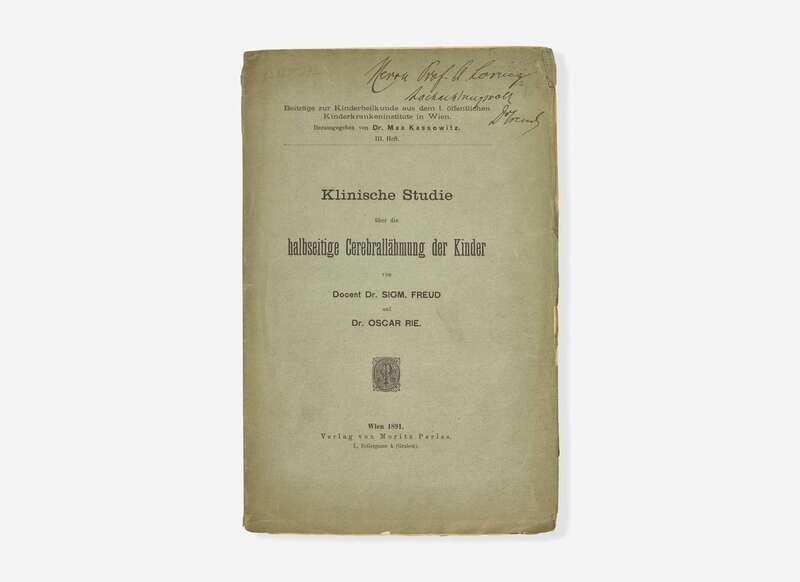 Herrn Prof. A
hochachtungsvoll
Dr Freud
Beiträge zur Kinderheilkunde aus dem I. öffentlichen
Kinderkrankeninstitute in Wien.
Herausgegeben von Dr. Max Kassowitz.
III. Heft.
Klinische Studie
über die
halbseitige Cerebrallähmung der Kinder
von
Docent Dr. SIGM. FREUD
und
Dr. OSCAR RIE.
Wien 1891.
Verlag von Moritz Perles.
I., Seilergasse 4 (Graben).